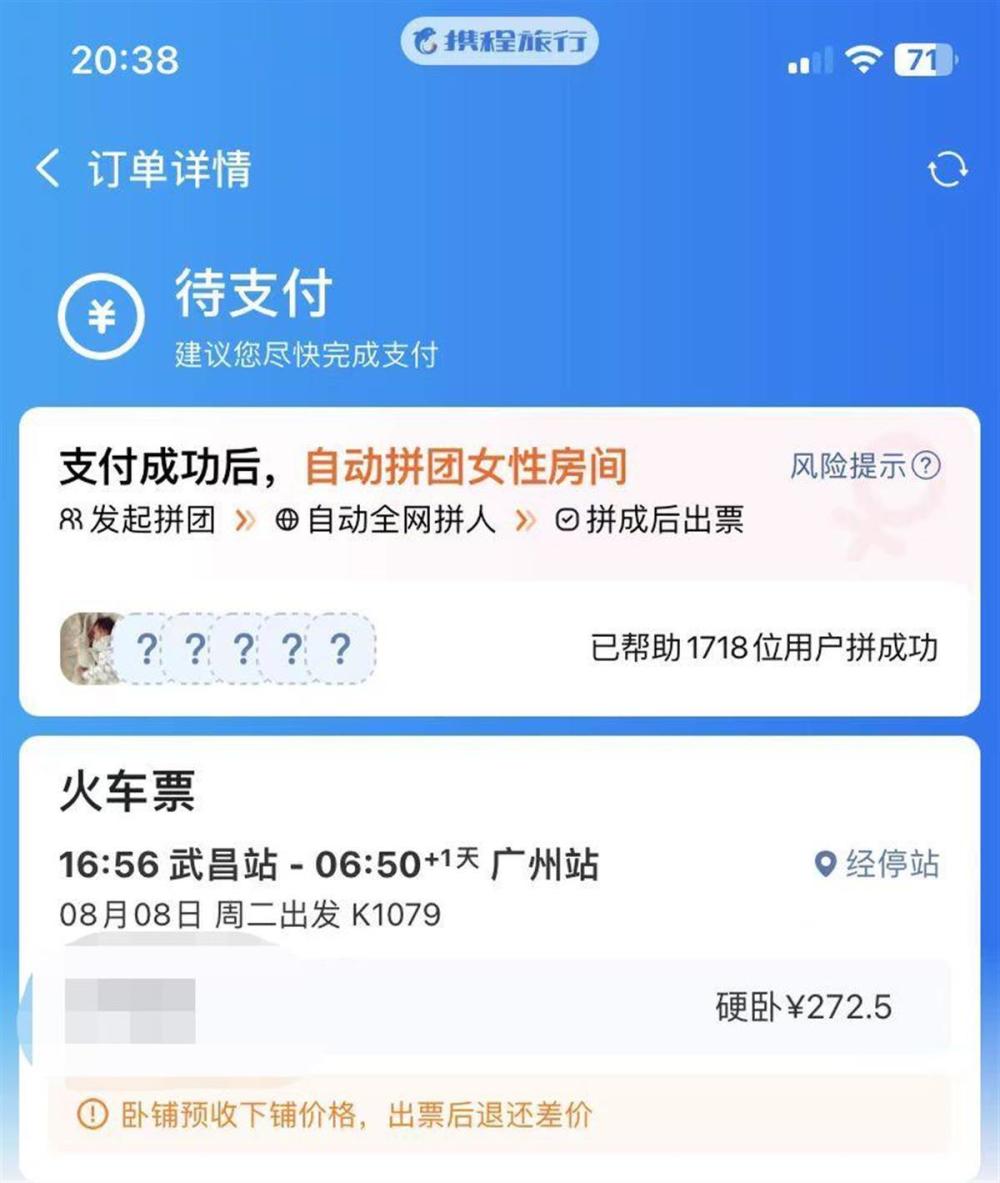 携程旅行
20:38
71
订单详情
¥
待支付
建议您尽快完成支付
支付成功后，自动拼团女性房间
风险提示?
发起拼团 》 自动全网拼人 》 拼成后出票
? ? ? ? ?
已帮助1718位用户拼成功
火车票
16:56 武昌站 - 06:50+1天 广州站
经停站
08月08日 周二出发 K1079
硬卧¥272.5
卧铺预收下铺价格，出票后退还差价